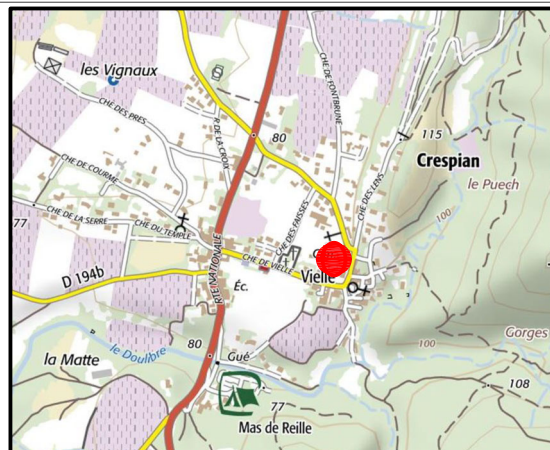 les Vignaux
CHE DES PRES
R DE LA CROIX
CHE DE FONTBRUNE
80
115
Crespian
le Puech
CHE DE COURME
CHE DES LENS
77
CHE DE LA SERRE
CHE DU TEMPLE
CHE DES FAISSES
100
RTE NATIONALE
CHE DE VIELLE
Vielle
D 194b
Éc.
Gorges
80
100
la Matte
le Doulibre
Gué
108
77
Mas de Reille